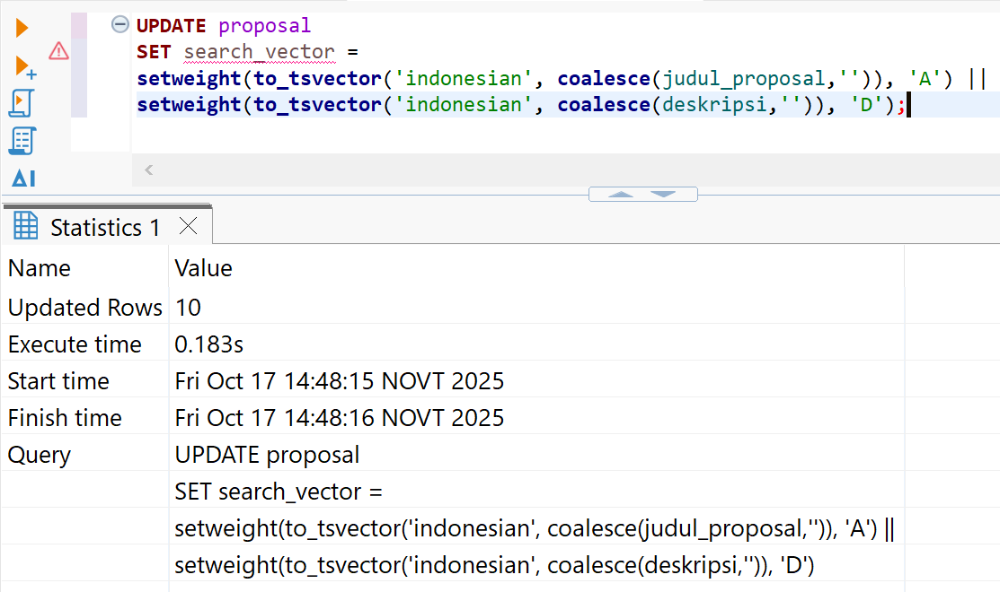 UPDATE proposal
SET search_vector =
setweight(to_tsvector('indonesian', coalesce(judul_proposal,'')), 'A') ||
setweight(to_tsvector('indonesian', coalesce(deskripsi,'')), 'D');
AI
Statistics 1
Name Value
Updated Rows 10
Execute time 0.183s
Start time Fri Oct 17 14:48:15 NOVT 2025
Finish time Fri Oct 17 14:48:16 NOVT 2025
Query UPDATE proposal
SET search_vector =
setweight(to_tsvector('indonesian', coalesce(judul_proposal,'')), 'A') ||
setweight(to_tsvector('indonesian', coalesce(deskripsi,'')), 'D')